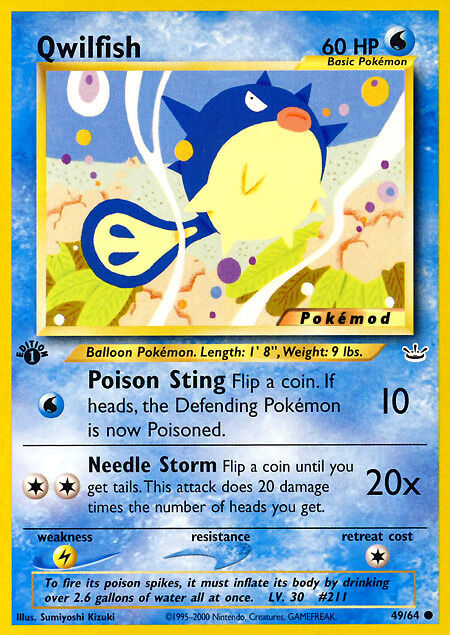 Qwilfish 60 HP
Basic Pokémon
Pokémod
EDITION 1
Balloon Pokémon. Length: 1' 8", Weight: 9 lbs.
Poison Sting Flip a coin. If
heads, the Defending Pokémon 10
is now Poisoned.
Needle Storm Flip a coin until you
get tails. This attack does 20 damage 20x
times the number of heads you get.
weakness resistance retreat cost
To fire its poison spikes, it must inflate its body by drinking
over 2.6 gallons of water all at once. LV. 30 #211
Illus. Sumiyoshi Kizuki ©1995-2000 Nintendo, Creatures, GAMEFREAK. 49/64